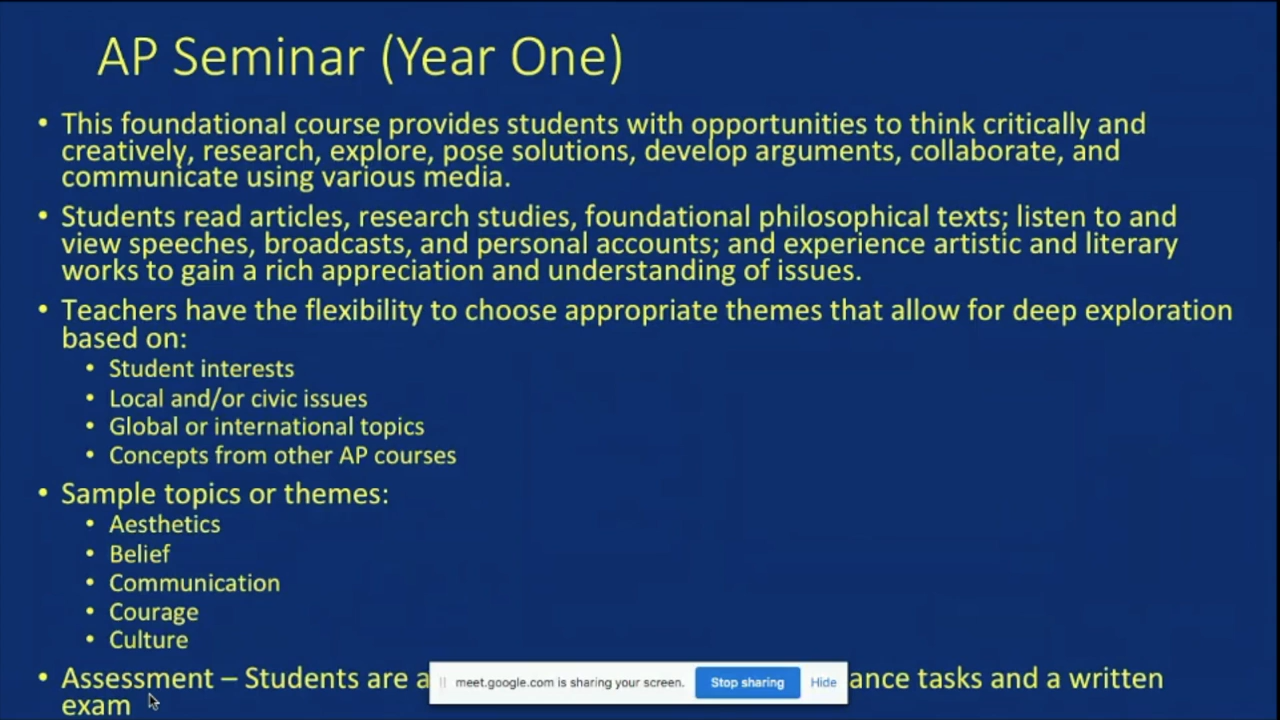 AP Seminar (Year One)
• This foundational course provides students with opportunities to think critically and
creatively, research, explore, pose solutions, develop arguments, collaborate, and
communicate using various media.
• Students read articles, research studies, foundational philosophical texts; listen to and
view speeches, broadcasts, and personal accounts; and experience artistic and literary
works to gain a rich appreciation and understanding of issues.
• Teachers have the flexibility to choose appropriate themes that allow for deep exploration
based on:
• Student interests
• Local and/or civic issues
• Global or international topics
• Concepts from other AP courses
• Sample topics or themes:
• Aesthetics
• Belief
• Communication
• Courage
• Culture
• Assessment – Students are tasks and a written
exam
meet.google.com is sharing your screen. Stop sharing Hide